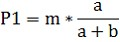 P1 = m * a / (a + b)